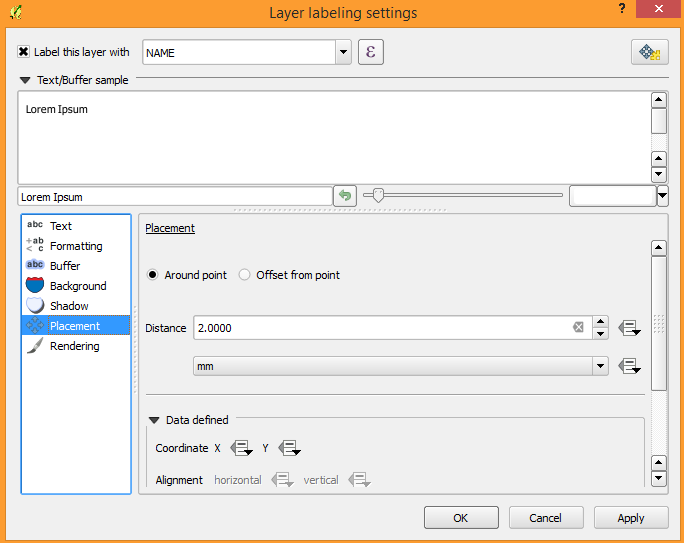 Layer labeling settings ?
Label this layer with NAME ε
Text/Buffer sample
Lorem Ipsum
Lorem Ipsum
abc Text
+ab < c Formatting
abc Buffer
Background
Shadow
Placement
Rendering
Placement
Around point Offset from point
Distance 2.0000
mm
Data defined
Coordinate X Y
Alignment horizontal vertical
OK Cancel Apply